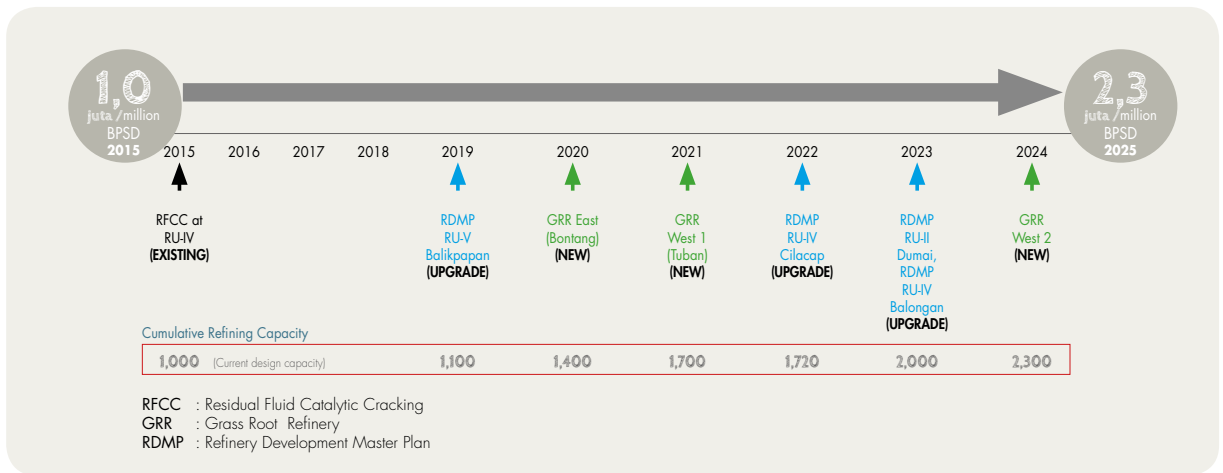 1,0
juta/million
BPSD
2015
2,3
juta/million
BPSD
2025
2015 2016 2017 2018 2019 2020 2021 2022 2023 2024
RFCC at
RU-IV
(EXISTING)
RDMP
RU-V
Balikpapan
(UPGRADE)
GRR East
(Bontang)
(NEW)
GRR
West 1
(Tuban)
(NEW)
RDMP
RU-IV
Cilacap
(UPGRADE)
RDMP
RU-II
Dumai,
RDMP
RU-IV
Balongan
(UPGRADE)
GRR
West 2
(NEW)
Cumulative Refining Capacity
1,000 (Current design capacity) 1,100 1,400 1,700 1,720 2,000 2,300
RFCC : Residual Fluid Catalytic Cracking
GRR : Grass Root Refinery
RDMP : Refinery Development Master Plan